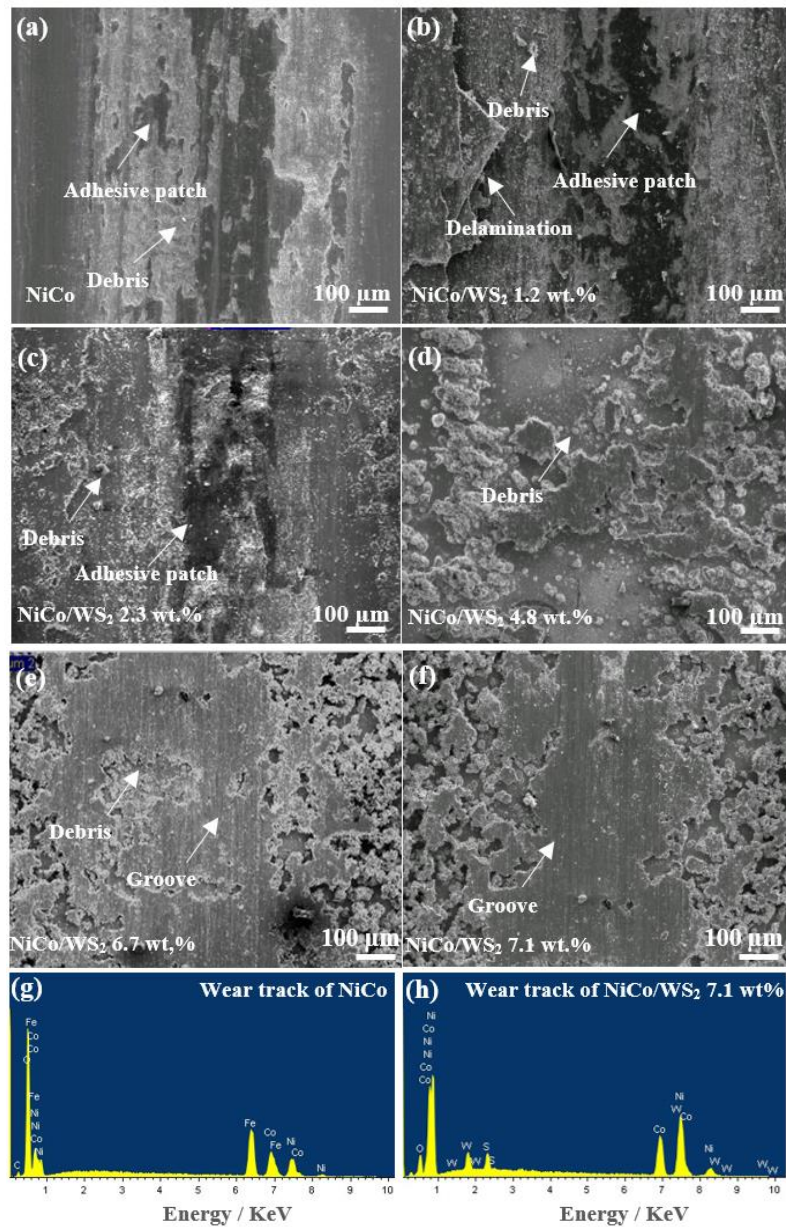 (a)
Adhesive patch
Debris
NiCo
100 μm
(b)
Debris
Adhesive patch
Delamination
NiCo/WS₂ 1.2 wt.%
100 μm
(c)
Debris
Adhesive patch
NiCo/WS₂ 2.3 wt.%
100 μm
(d)
Debris
NiCo/WS₂ 4.8 wt.%
100 μm
(e)
Debris
Groove
NiCo/WS₂ 6.7 wt,%
100 μm
(f)
Groove
NiCo/WS₂ 7.1 wt.%
100 μm
(g)
Wear track of NiCo
Fe
Co
Co
O
Fe
Ni
Ni
Co
Ni
C
Fe
Co
Fe
Ni
Co
Ni
1 2 3 4 5 6 7 8 9 10
Energy / KeV
(h)
Wear track of NiCo/WS₂ 7.1 wt%
Ni
Co
Ni
Ni
Co
Co
O
W
W
W
S
S
Co
Ni
W
Co
Ni
W
W
W
W
1 2 3 4 5 6 7 8 9 10
Energy / KeV